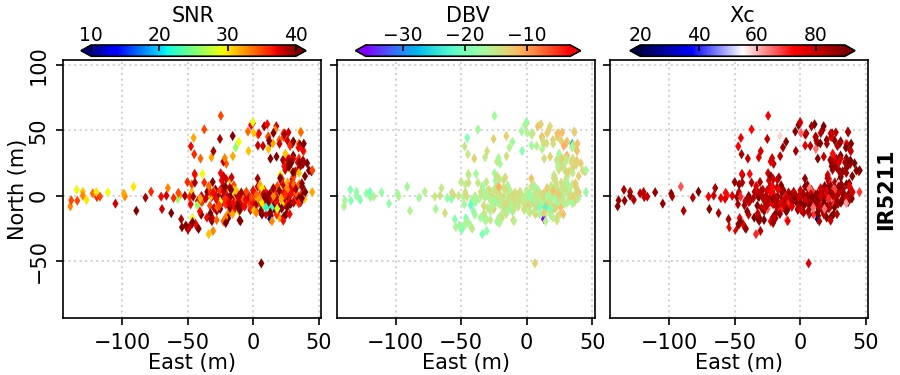 SNR DBV Xc
10 20 30 40 −30 −20 −10 20 40 60 80
100
50
0
−50
North (m)
IR5211
−100 −50 0 50 −100 −50 0 50 −100 −50 0 50
East (m) East (m) East (m)